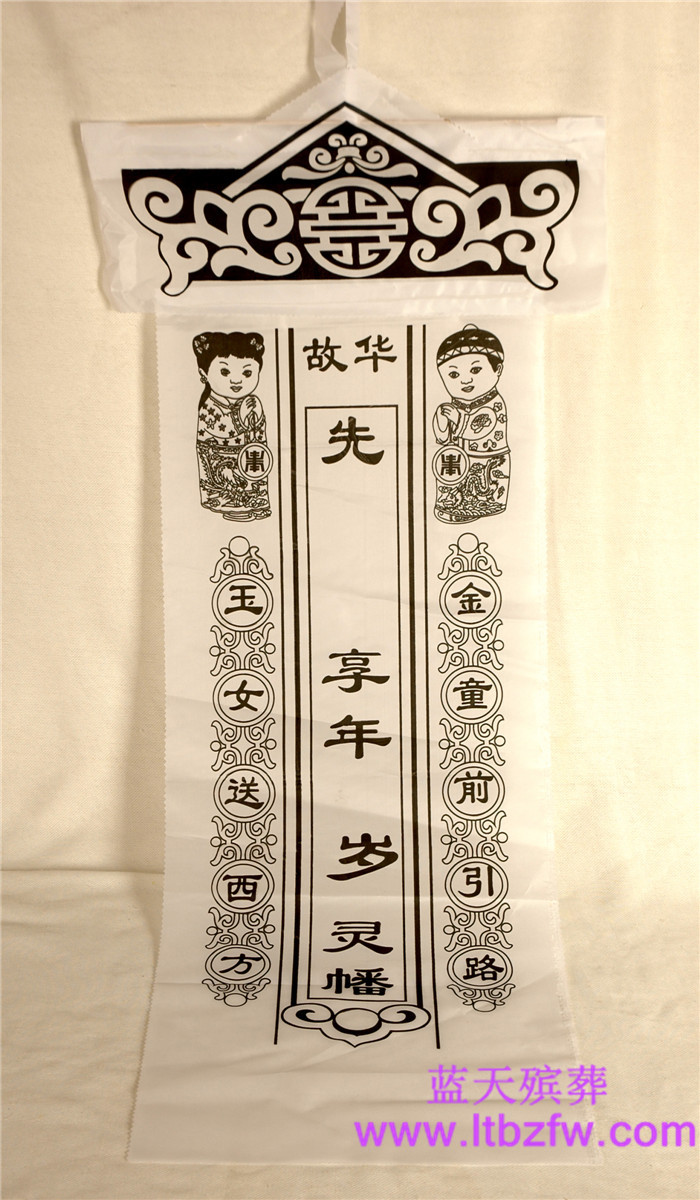 华故
金童前引路
先 享年 岁灵幡
玉女送西方
蓝天殡葬
www.ltbzfw.com